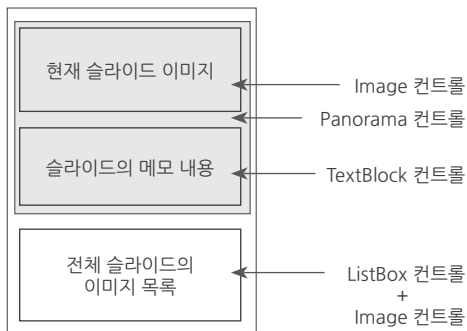 현재 슬라이드 이미지
Image 컨트롤
Panorama 컨트롤
슬라이드의 메모 내용
TextBlock 컨트롤
전체 슬라이드의
이미지 목록
ListBox 컨트롤
+
Image 컨트롤